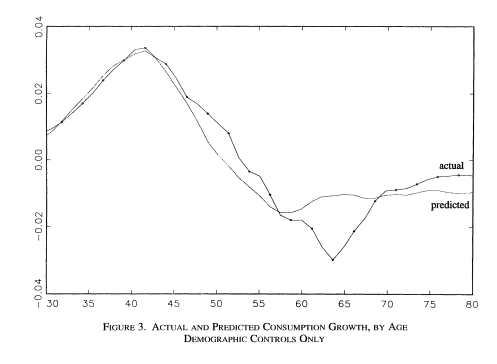 0.04
0.02
0.00
-0.02
-0.04
30 35 40 45 50 55 60 65 70 75 80
actual
predicted
FIGURE 3. ACTUAL AND PREDICTED CONSUMPTION GROWTH, BY AGE
DEMOGRAPHIC CONTROLS ONLY